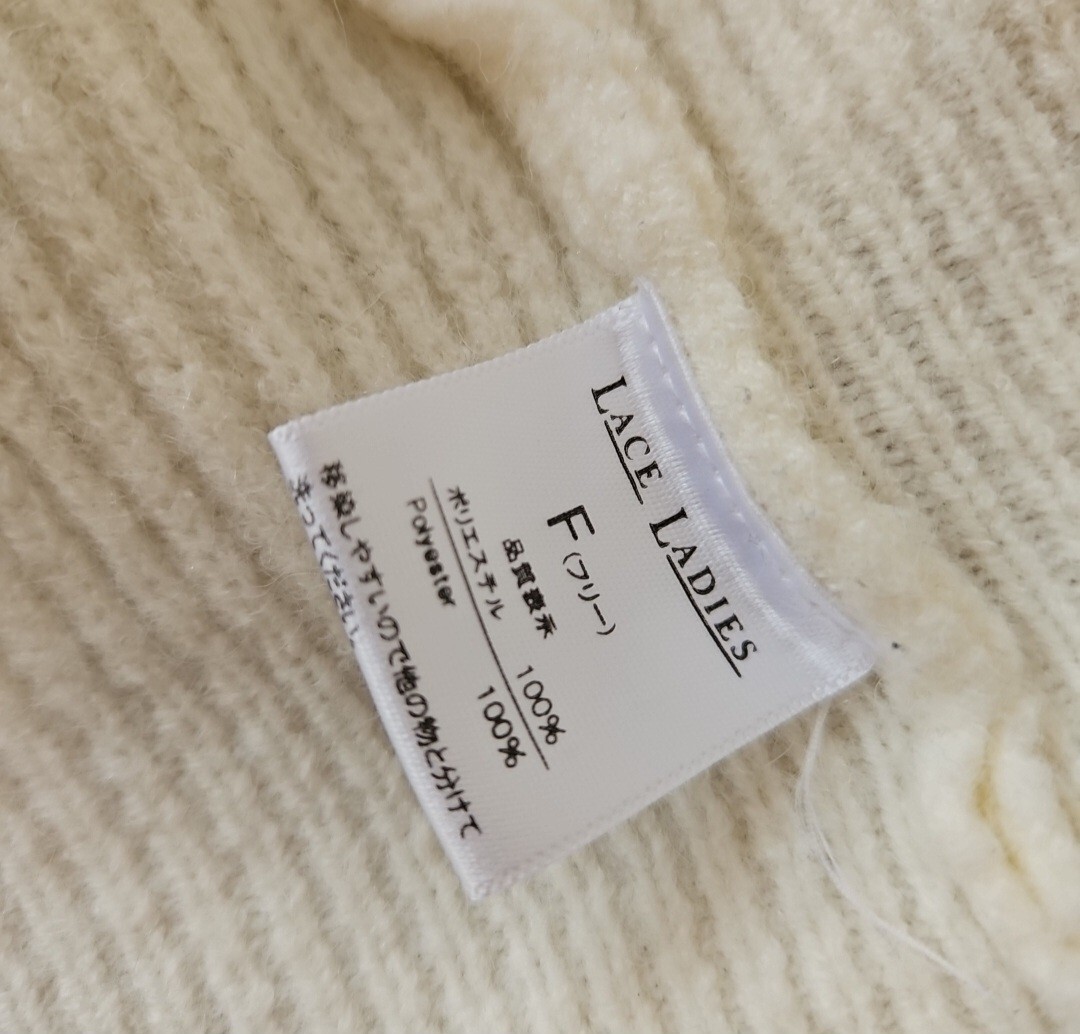 LACE LADIES
F(フリー)
品質表示
ポリエステル 100%
Polyester 100%
移染しやすいので他の物と分けて
洗ってください